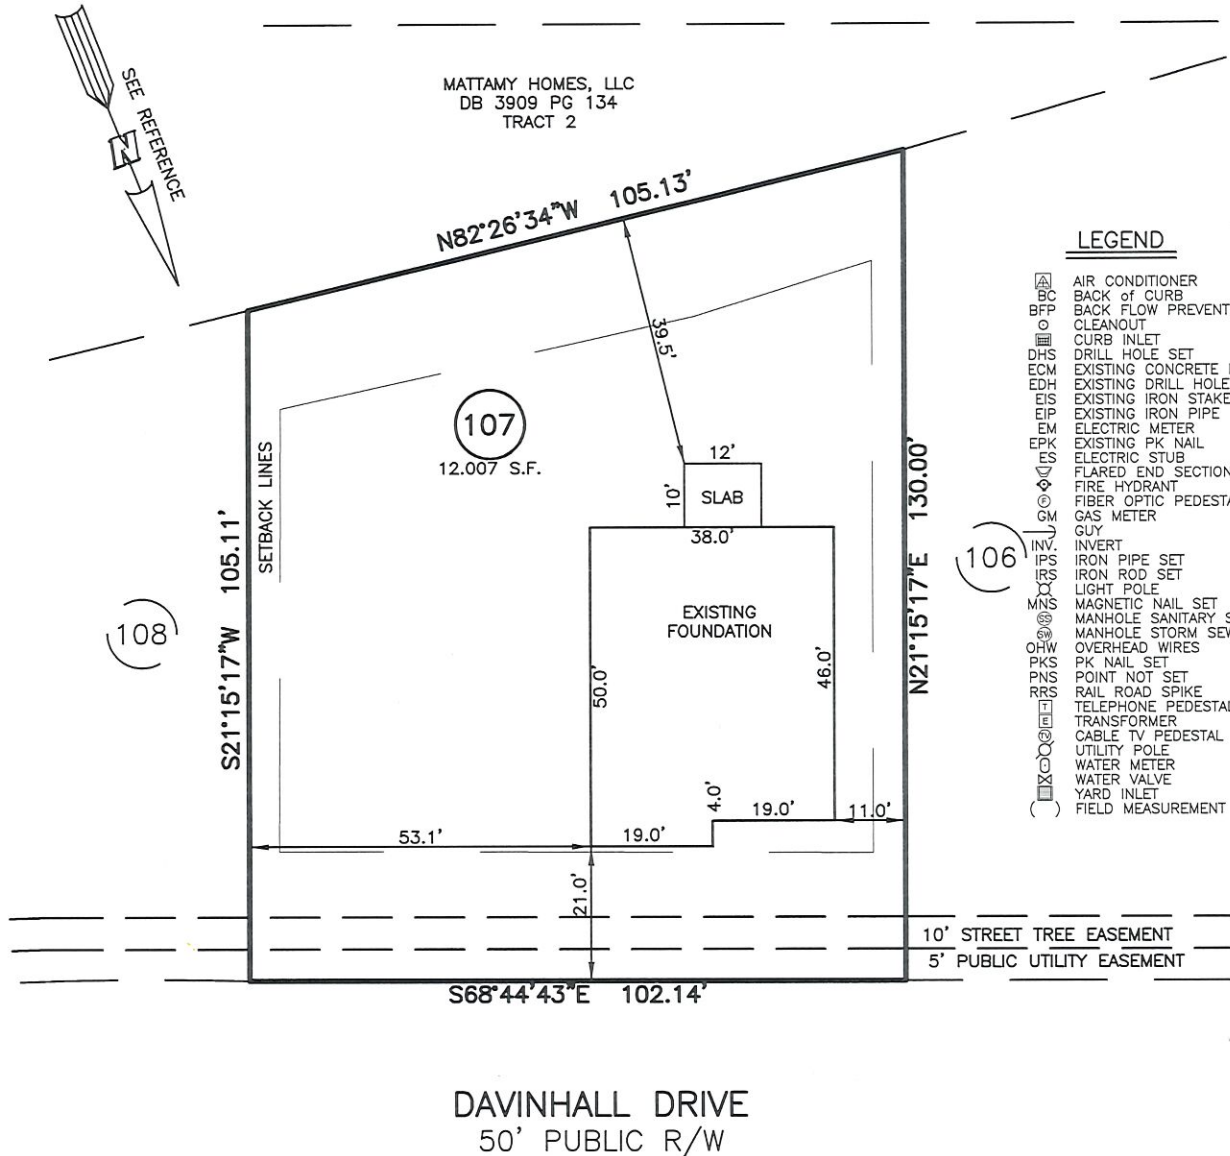 MATTAMY HOMES, LLC
DB 3909 PG 134
TRACT 2
SEE REFERENCE
N
N82°26'34"W 105.13'
39.5'
107
12.007 S.F.
SETBACK LINES
S21°15'17"W 105.11'
108
12'
10'
SLAB
38.0'
EXISTING
FOUNDATION
50.0'
46.0'
4.0'
19.0'
11.0'
53.1'
19.0'
21.0'
N21°15'17"E 130.00'
106
10' STREET TREE EASEMENT
5' PUBLIC UTILITY EASEMENT
S68°44'43"E 102.14'
DAVINHALL DRIVE
50' PUBLIC R/W
LEGEND
A AIR CONDITIONER
BC BACK of CURB
BFP BACK FLOW PREVENT
CLEANOUT
CURB INLET
DHS DRILL HOLE SET
ECM EXISTING CONCRETE
EDH EXISTING DRILL HOLE
EIS EXISTING IRON STAKE
EIP EXISTING IRON PIPE
EM ELECTRIC METER
EPK EXISTING PK NAIL
ES ELECTRIC STUB
FLARED END SECTION
FIRE HYDRANT
F FIBER OPTIC PEDESTA
GM GAS METER
GUY
INV. INVERT
IPS IRON PIPE SET
IRS IRON ROD SET
LIGHT POLE
MNS MAGNETIC NAIL SET
SS MANHOLE SANITARY S
SW MANHOLE STORM SEW
OHW OVERHEAD WIRES
PKS PK NAIL SET
PNS POINT NOT SET
RRS RAIL ROAD SPIKE
T TELEPHONE PEDESTAL
E TRANSFORMER
TV CABLE TV PEDESTAL
UTILITY POLE
WATER METER
WATER VALVE
YARD INLET
( ) FIELD MEASUREMENT